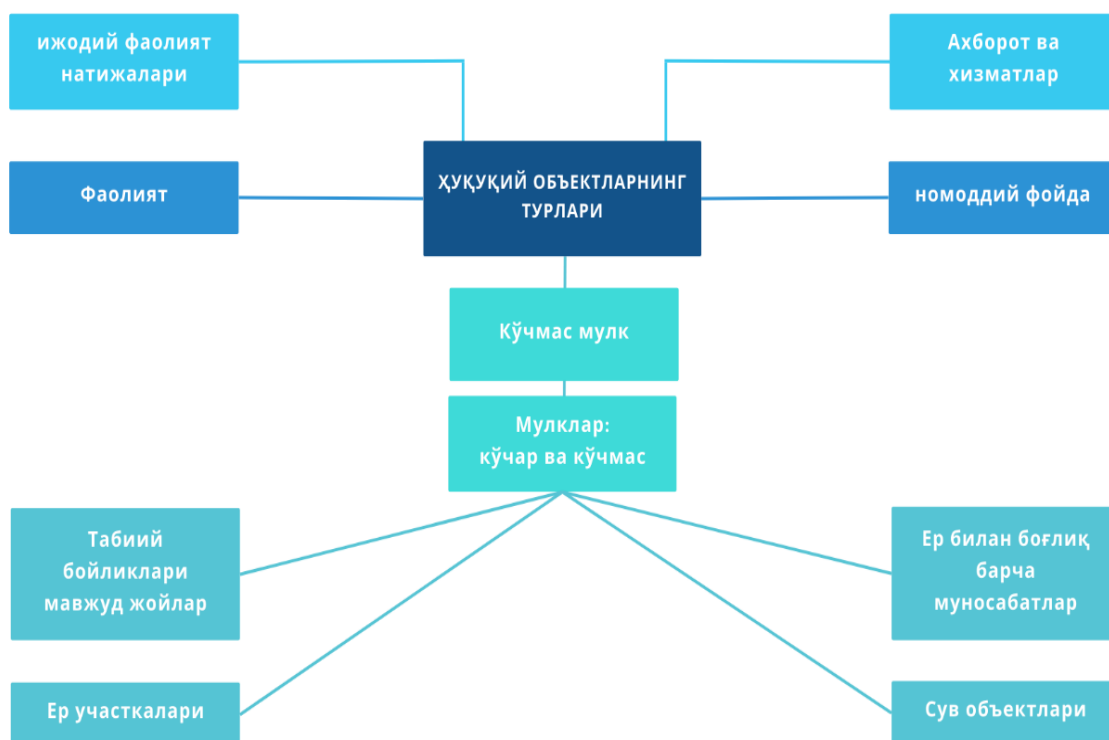 ижодий фаолият
натижалари
Ахборот ва
хизматлар
ҲУҚУҚИЙ ОБЪЕКТЛАРНИНГ
ТУРЛАРИ
Фаолият
номоддий фойда
Кўчмас мулк
Мулклар:
кўчар ва кўчмас
Табиий
бойликлари
мавжуд жойлар
Ер билан боғлиқ
барча
муносабатлар
Ер участкалари
Сув объектлари